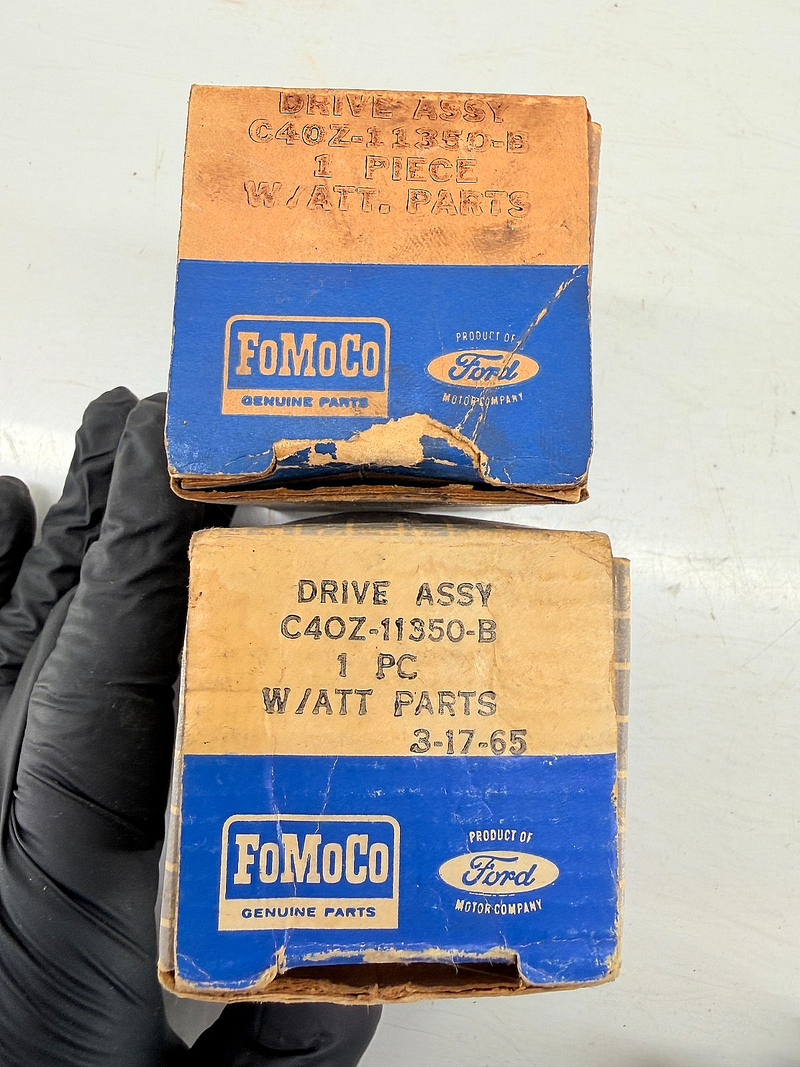 DRIVE ASSY
C4OZ-11350-B
1 PIECE
W/ATT. PARTS
FoMoCo
GENUINE PARTS
PRODUCT OF
Ford
MOTOR COMPANY
DRIVE ASSY
C4OZ-11350-B
1 PC
W/ATT PARTS
3-17-65
FoMoCo
GENUINE PARTS
PRODUCT OF
Ford
MOTOR COMPANY